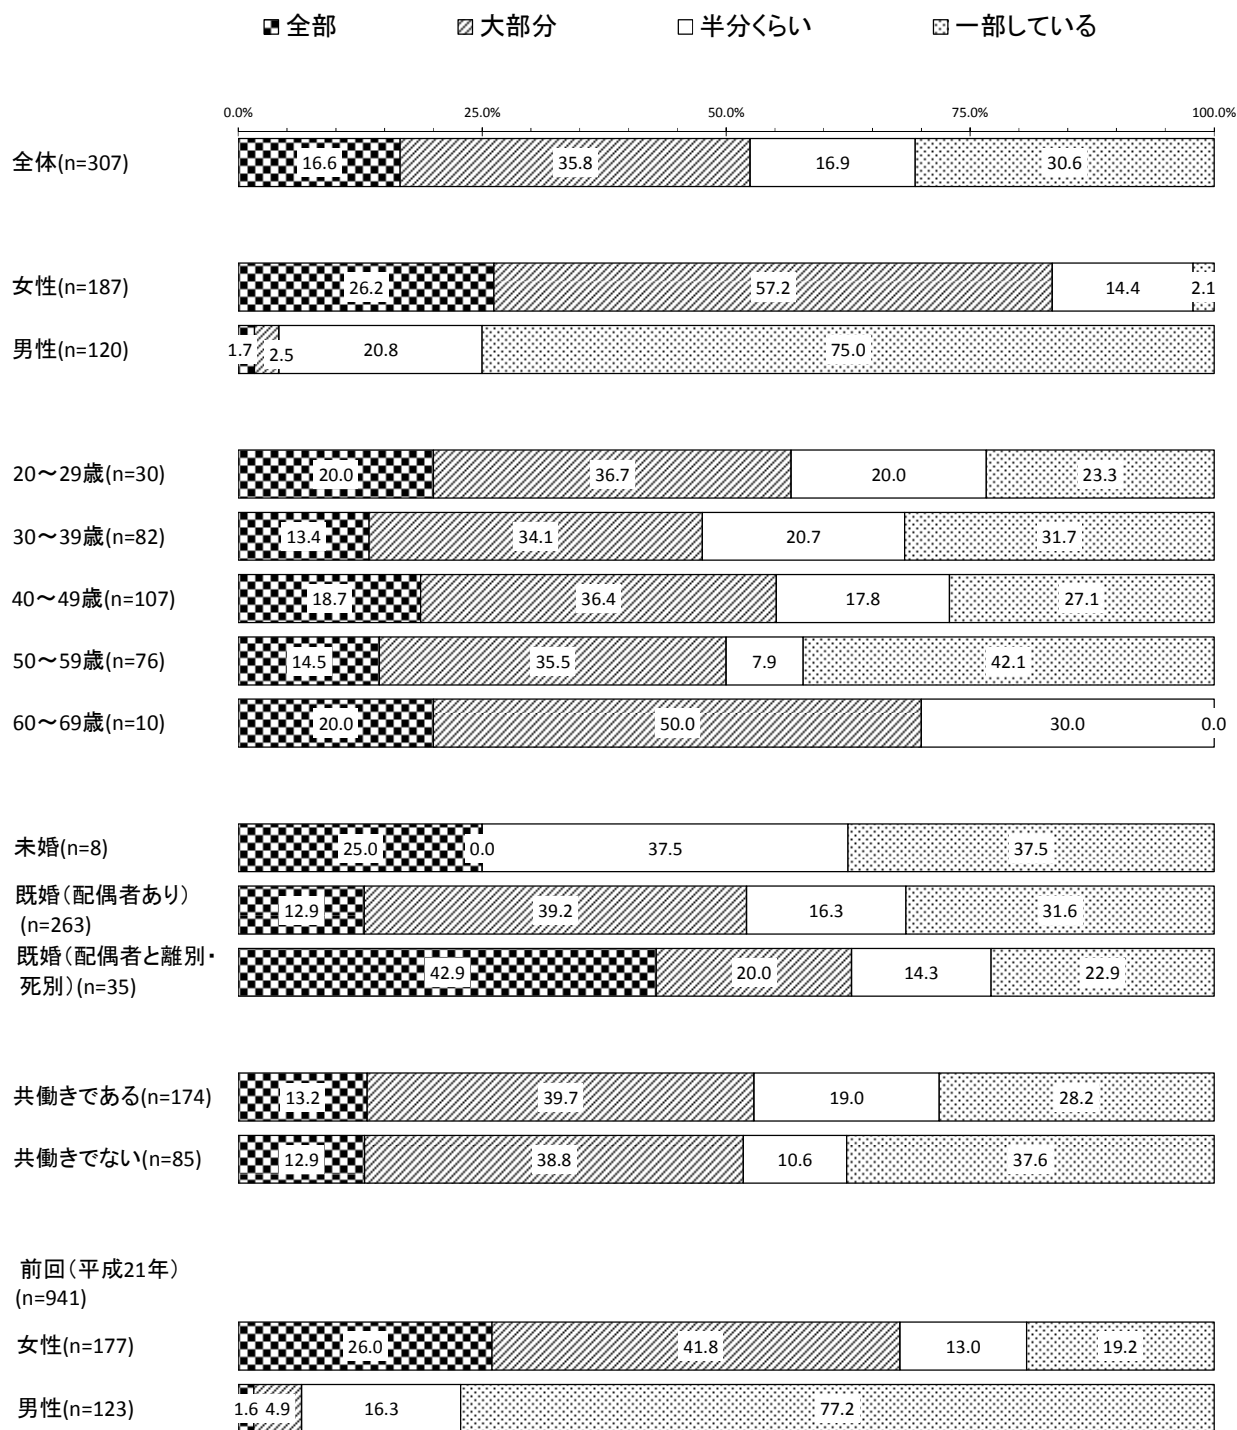 全部 大部分 半分くらい 一部している
0.0% 25.0% 50.0% 75.0% 100.0%
全体(n=307) 16.6 35.8 16.9 30.6
女性(n=187) 26.2 57.2 14.4 2.1
男性(n=120) 1.7 2.5 20.8 75.0
20～29歳(n=30) 20.0 36.7 20.0 23.3
30～39歳(n=82) 13.4 34.1 20.7 31.7
40～49歳(n=107) 18.7 36.4 17.8 27.1
50～59歳(n=76) 14.5 35.5 7.9 42.1
60～69歳(n=10) 20.0 50.0 30.0 0.0
未婚(n=8) 25.0 0.0 37.5 37.5
既婚（配偶者あり）
(n=263) 12.9 39.2 16.3 31.6
既婚（配偶者と離別・
死別）(n=35) 42.9 20.0 14.3 22.9
共働きである(n=174) 13.2 39.7 19.0 28.2
共働きでない(n=85) 12.9 38.8 10.6 37.6
前回（平成21年）
(n=941)
女性(n=177) 26.0 41.8 13.0 19.2
男性(n=123) 1.6 4.9 16.3 77.2